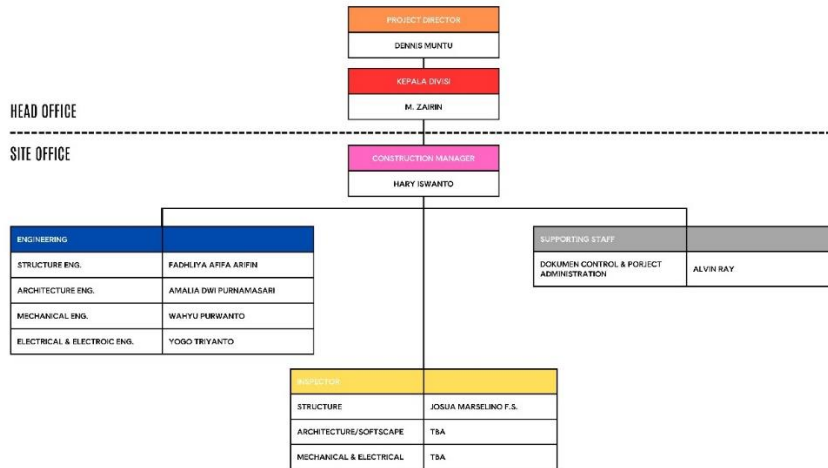 PROJECT DIRECTOR
DENNIS MUNTU
KEPALA DIVISI
M. ZAIRIN
HEAD OFFICE
SITE OFFICE
CONSTRUCTION MANAGER
HARY ISWANTO
ENGINEERING
STRUCTURE ENG. FADHLIYA AFIFA ARIFIN
ARCHITECTURE ENG. AMALIA DWI PURNAMASARI
MECHANICAL ENG. WAHYU PURWANTO
ELECTRICAL & ELECTROIC ENG. YOGO TRIYANTO
SUPPORTING STAFF
DOKUMEN CONTROL & PORJECT
ADMINISTRATION ALVIN RAY
INSPECTOR
STRUCTURE JOSUA MARSELINO F.S.
ARCHITECTURE/SOFTSCAPE TBA
MECHANICAL & ELECTRICAL TBA